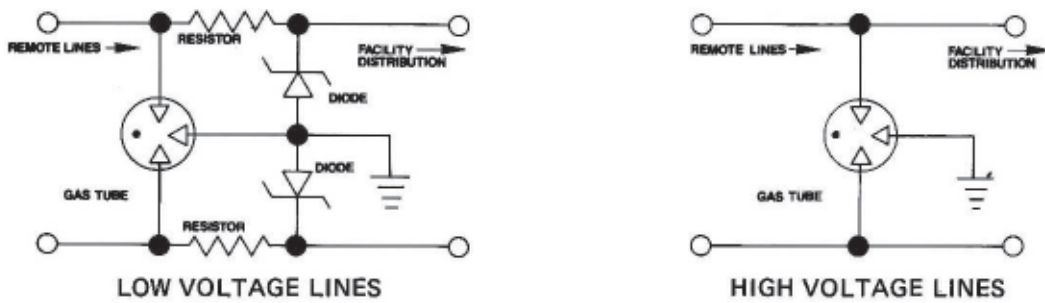 REMOTE LINES
RESISTOR
FACILITY
DISTRIBUTION
DIODE
DIODE
GAS TUBE
RESISTOR
LOW VOLTAGE LINES
REMOTE LINES
FACILITY
DISTRIBUTION
GAS TUBE
HIGH VOLTAGE LINES